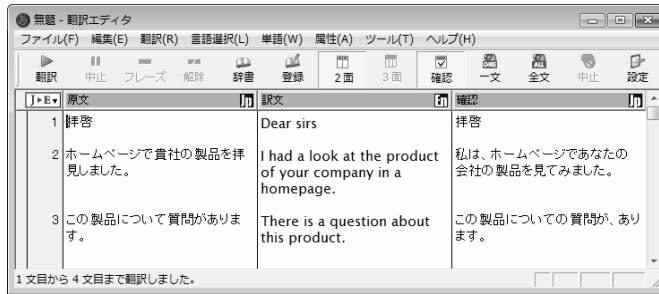 無題 - 翻訳エディタ
ファイル(F) 編集(E) 翻訳(R) 言語選択(L) 単語(W) 属性(A) ツール(T) ヘルプ(H)
翻訳 中止 フレーズ 解除 辞書 登録 2面 3面 確認 一文 全文 中止 設定
J▶E▼ 原文 訳文 確認
1 拝啓 Dear sirs 拝啓
2 ホームページで貴社の製品を拝 I had a look at the product 私は、ホームページであなたの
見しました。 of your company in a 会社の製品を見てみました。
homepage.
3 この製品について質問がありま There is a question about この製品についての質問が、あり
す。 this product. ます。
1 文目から 4 文目まで翻訳しました。